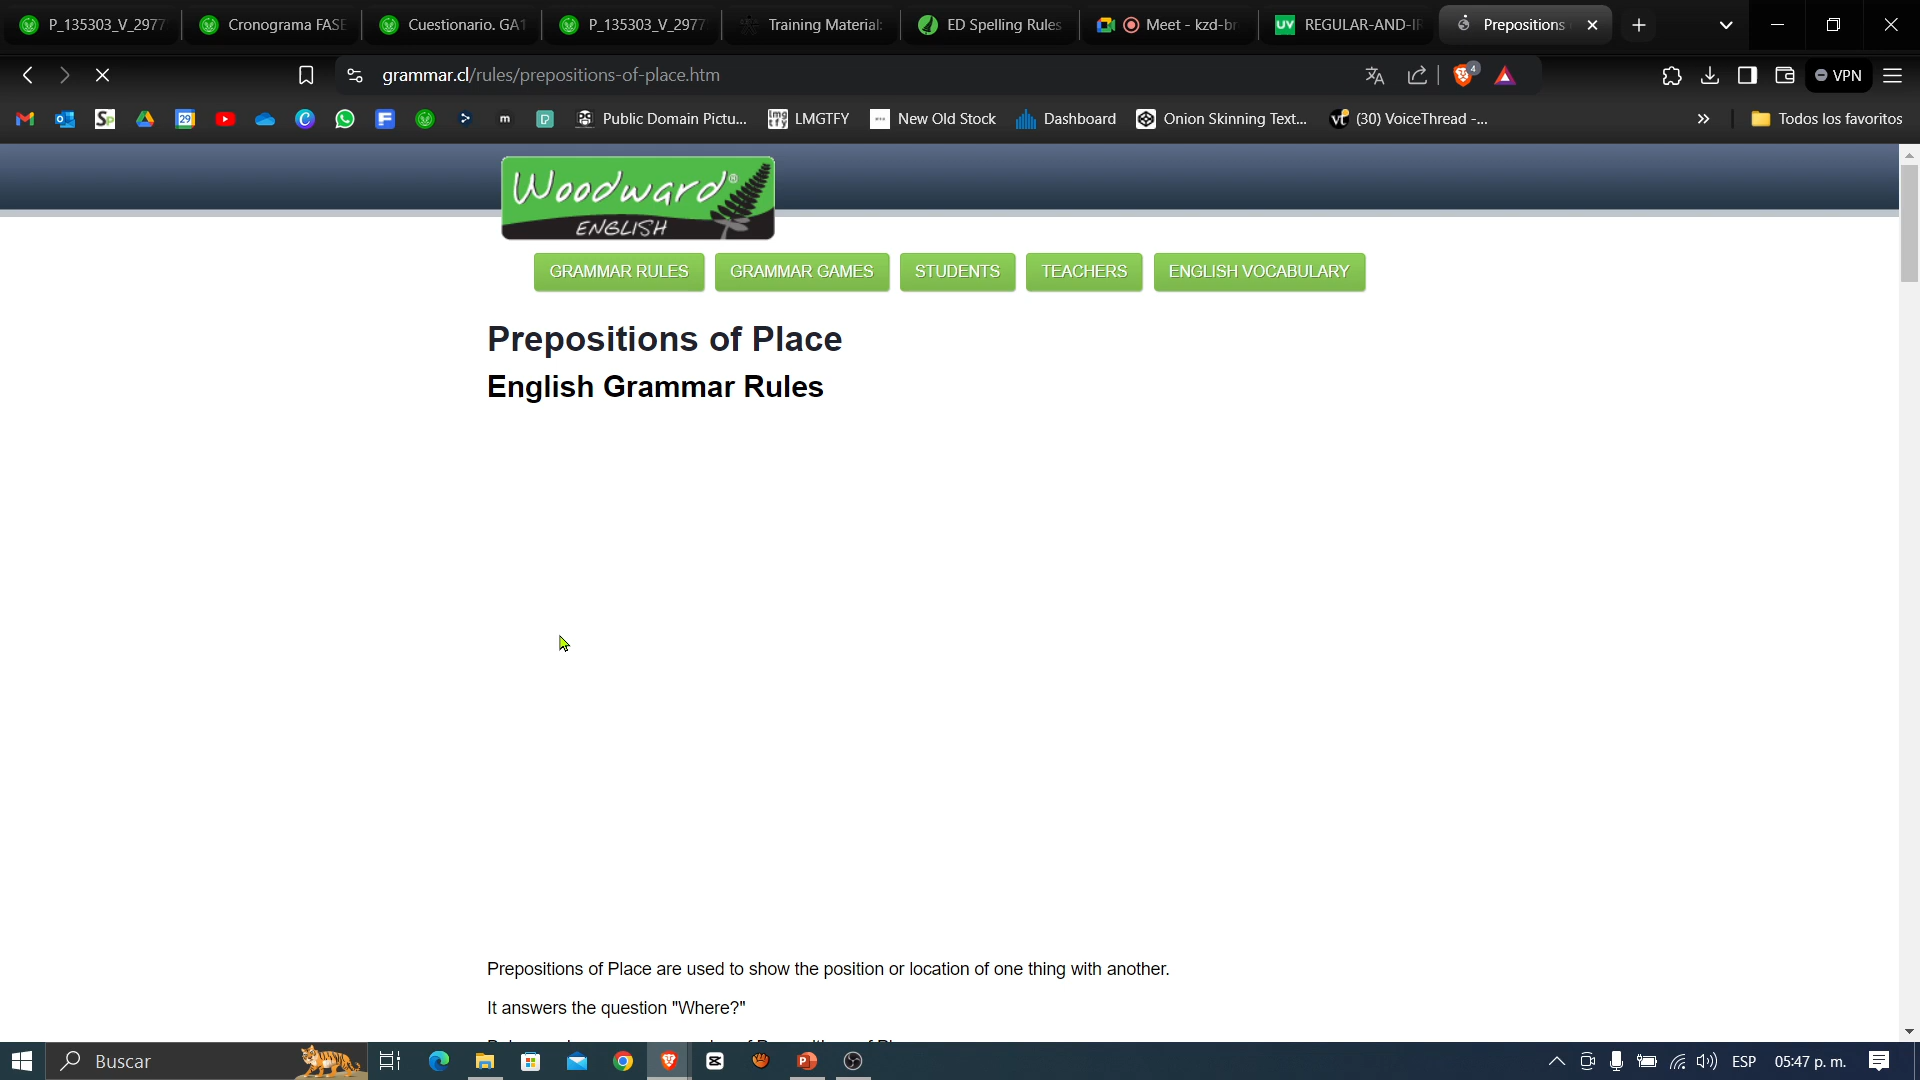 P_135303_V_2977
Cronograma FASE
Cuestionario. GA1
P_135303_V_2977
Training Material:
ED Spelling Rules
Meet - kzd-br
UV
REGULAR-AND-IR
Prepositions
grammar.cl/rules/prepositions-of-place.htm
4
VPN
29
Public Domain Pictu...
LMGTFY
New Old Stock
Dashboard
Onion Skinning Text...
(30) VoiceThread -...
Todos los favoritos
Woodward®
ENGLISH
GRAMMAR RULES
GRAMMAR GAMES
STUDENTS
TEACHERS
ENGLISH VOCABULARY
Prepositions of Place
English Grammar Rules
Prepositions of Place are used to show the position or location of one thing with another.
It answers the question "Where?"
Buscar
ESP
05:47 p. m.